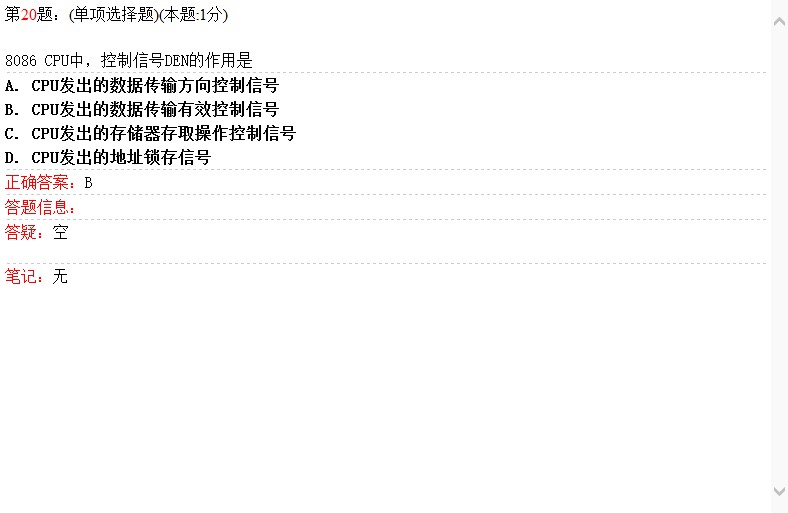 第20题：(单项选择题)(本题:1分)
8086 CPU中，控制信号DEN的作用是
A. CPU发出的数据传输方向控制信号
B. CPU发出的数据传输有效控制信号
C. CPU发出的存储器存取操作控制信号
D. CPU发出的地址锁存信号
正确答案：B
答题信息：
答疑：空
笔记：无